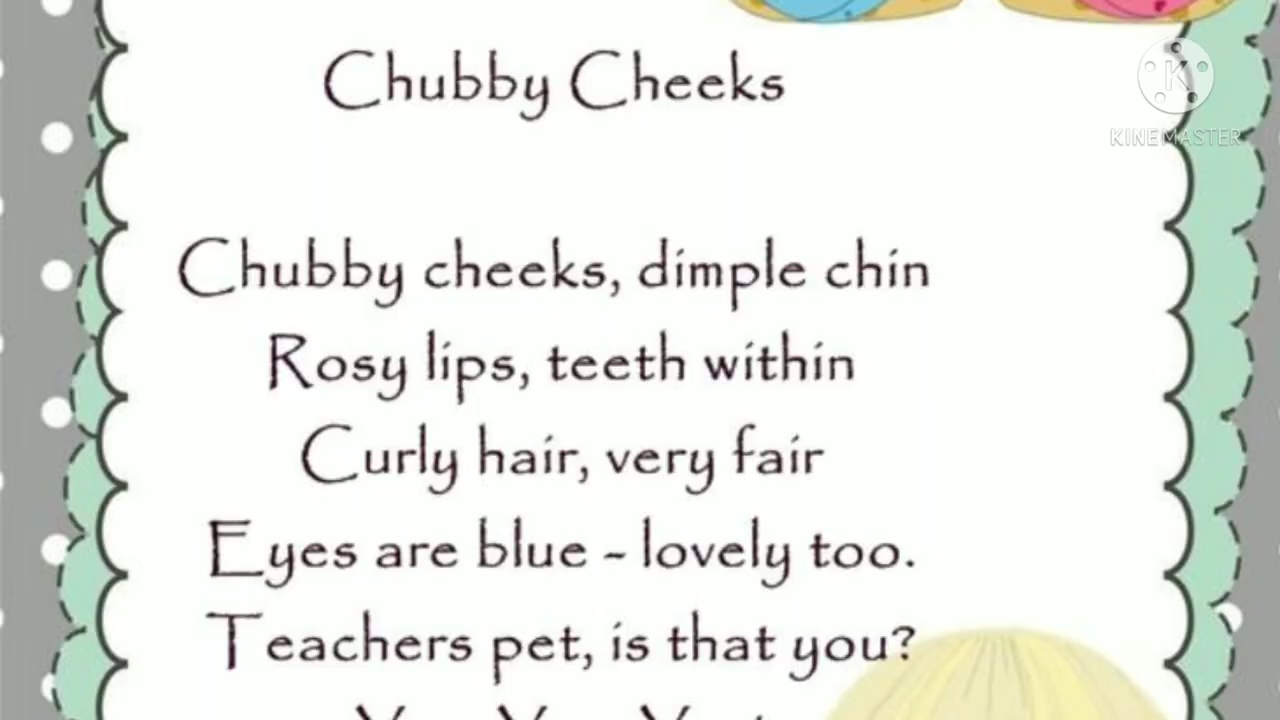 Chubby Cheeks
K
KINEMASTER
Chubby cheeks, dimple chin
Rosy lips, teeth within
Curly hair, very fair
Eyes are blue - lovely too.
Teachers pet, is that you?